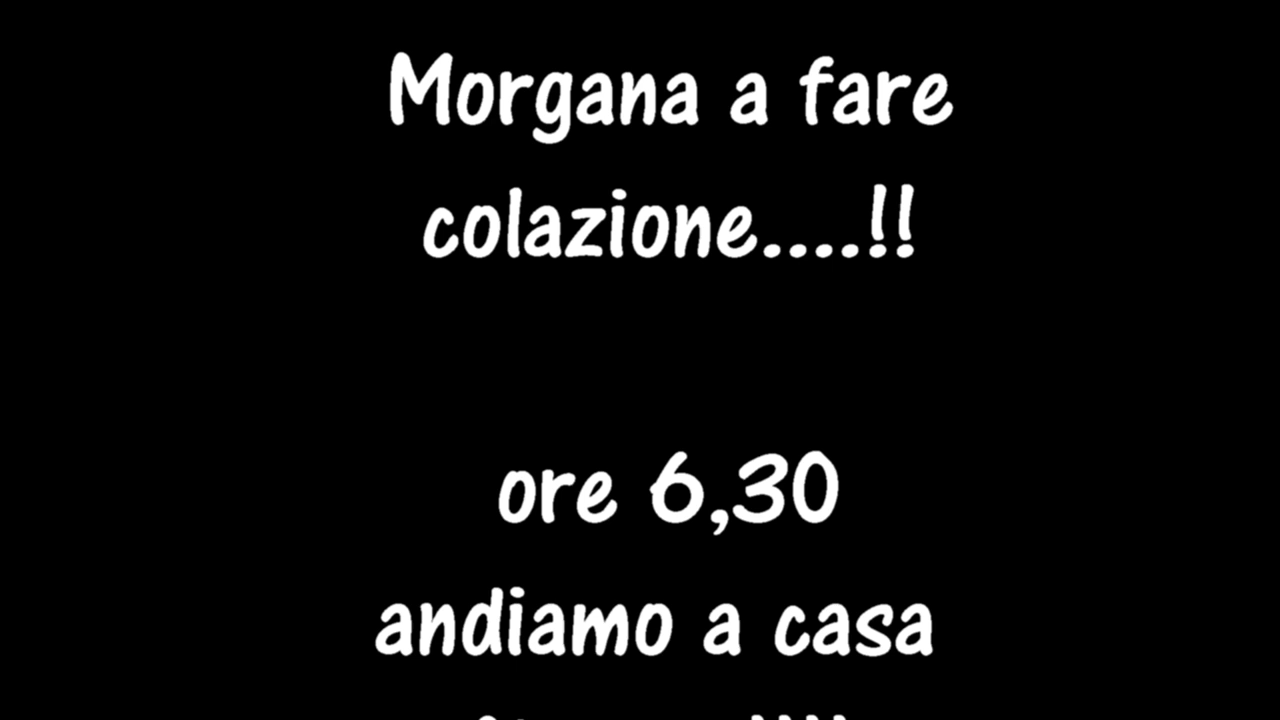 Morgana a fare
colazione....!!
ore 6,30
andiamo a casa